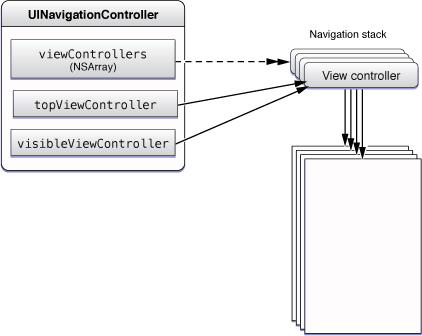 UINavigationController
viewControllers
(NSArray)
topViewController
visibleViewController
Navigation stack
View controller